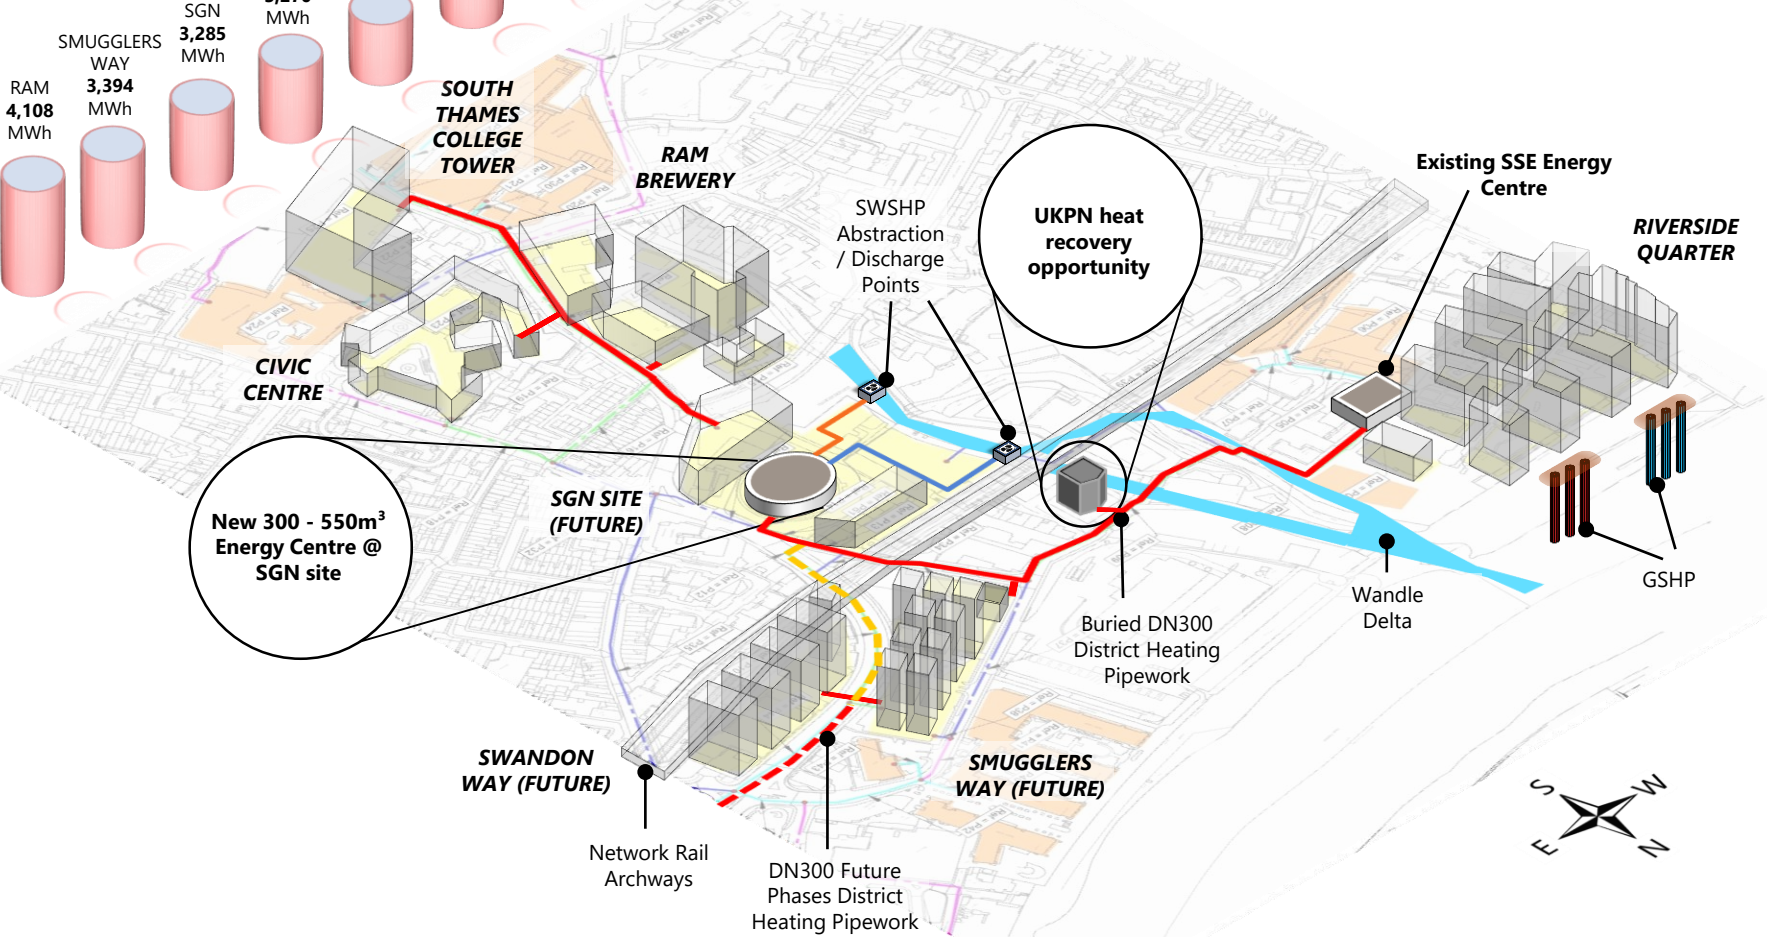 MWh
SGN
3,285
MWh
SMUGGLERS
WAY
3,394
MWh
RAM
4,108
MWh
SOUTH
THAMES
COLLEGE
TOWER
RAM
BREWERY
SWSHP
Abstraction
/ Discharge
Points
UKPN heat
recovery
opportunity
Existing SSE Energy
Centre
RIVERSIDE
QUARTER
CIVIC
CENTRE
SGN SITE
(FUTURE)
New 300 - 550m³
Energy Centre @
SGN site
GSHP
Wandle
Delta
Buried DN300
District Heating
Pipework
SWANDON
WAY (FUTURE)
SMUGGLERS
WAY (FUTURE)
Network Rail
Archways
DN300 Future
Phases District
Heating Pipework
S
W
E
N